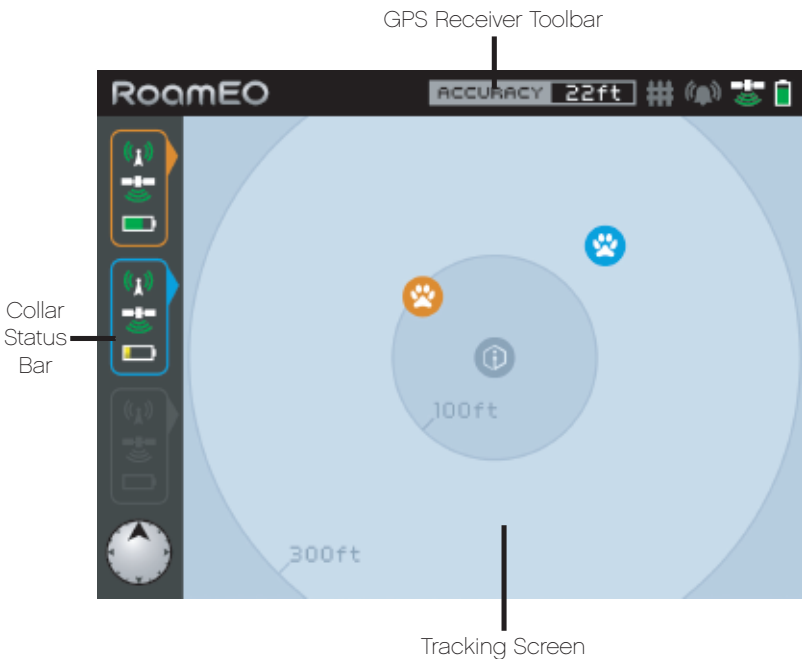 GPS Receiver Toolbar
RoamEO
ACCURACY 22ft
Collar
Status
Bar
100ft
300ft
Tracking Screen